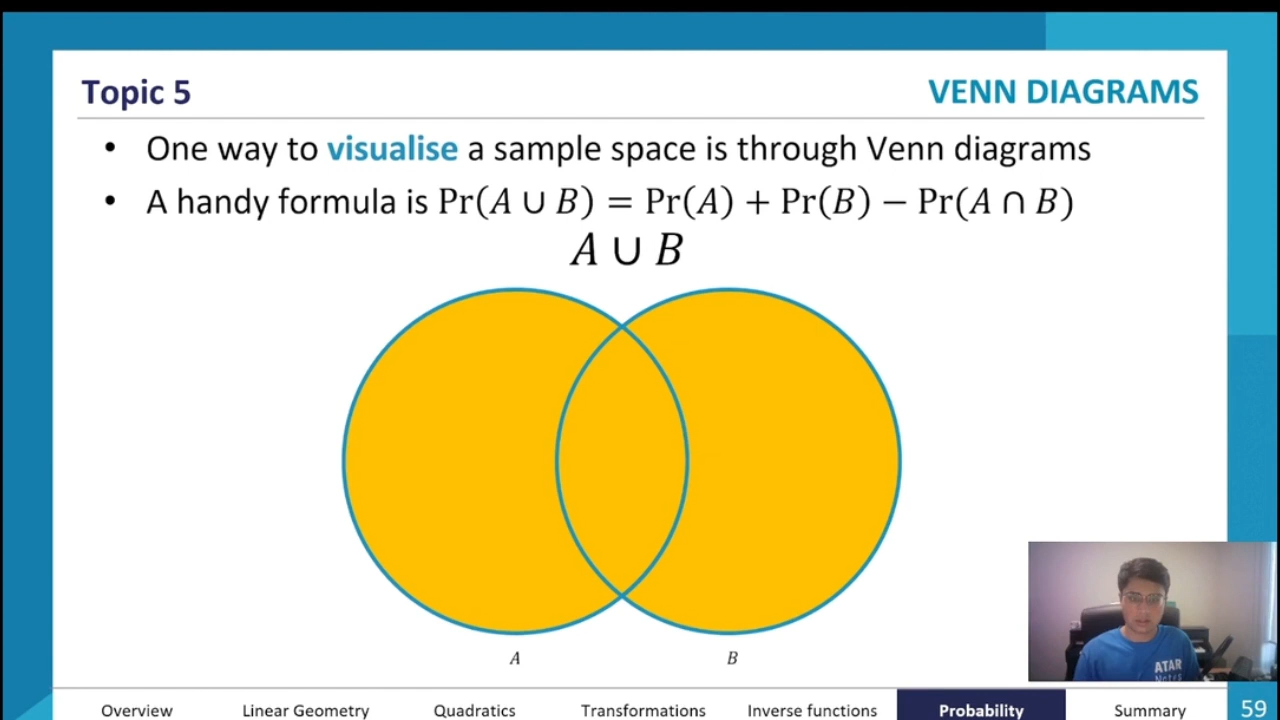 Topic 5
VENN DIAGRAMS
• One way to visualise a sample space is through Venn diagrams
• A handy formula is Pr(A ∪ B) = Pr(A) + Pr(B) − Pr(A ∩ B)
A ∪ B
A
B
ATAR
Notes
Overview
Linear Geometry
Quadratics
Transformations
Inverse functions
Probability
Summary
59